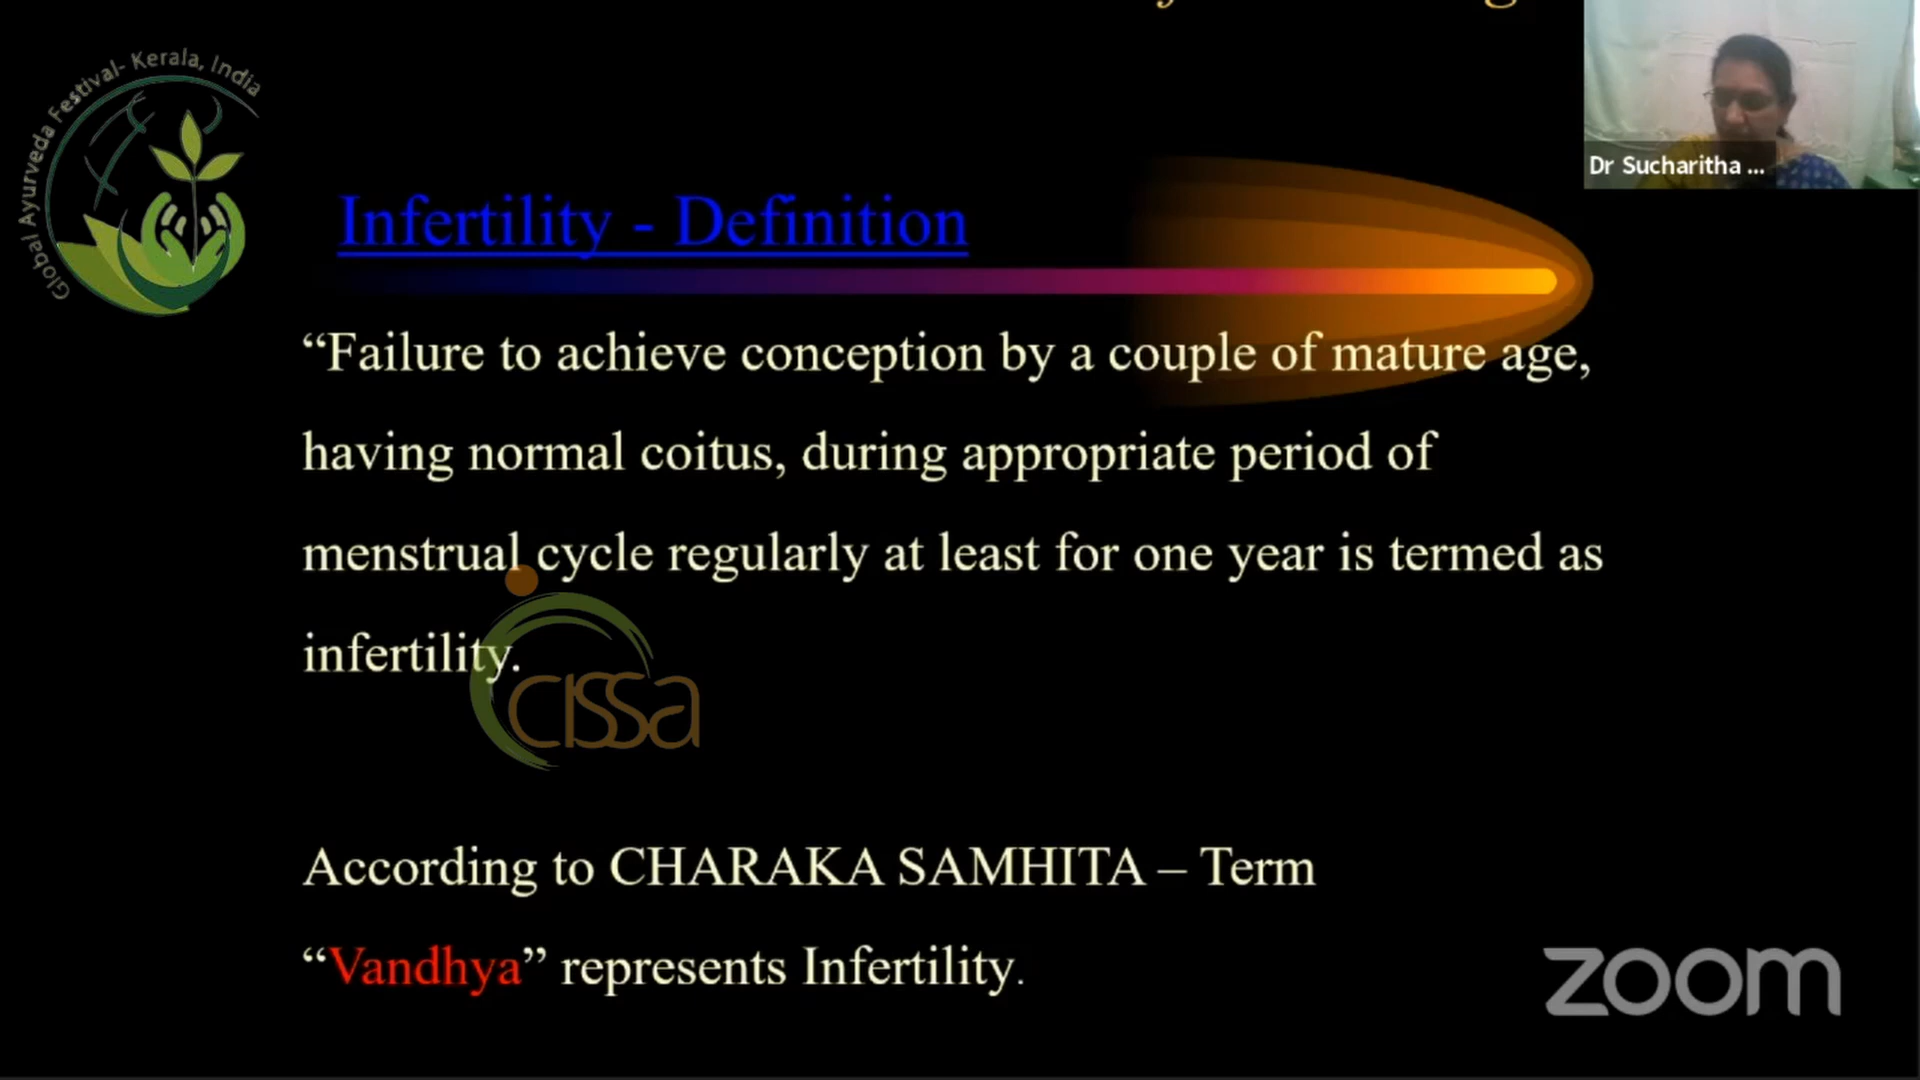 Global Ayurveda Festival- Kerala, India
Dr Sucharitha ...
Infertility - Definition
“Failure to achieve conception by a couple of mature age,
having normal coitus, during appropriate period of
menstrual cycle regularly at least for one year is termed as
infertility.
cissa
According to CHARAKA SAMHITA – Term
“Vandhya” represents Infertility.
zoom